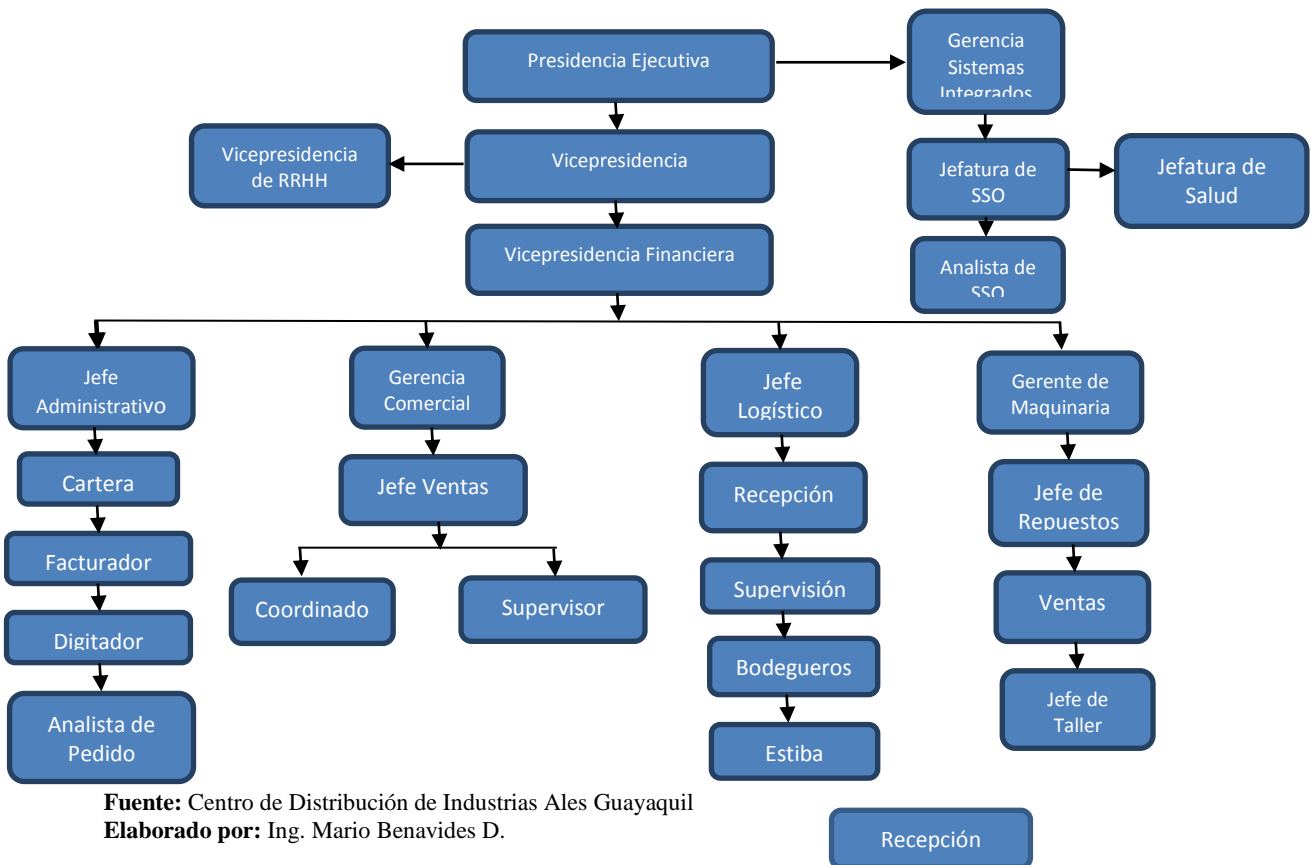 Presidencia Ejecutiva
Gerencia
Sistemas
Integrados
Vicepresidencia
de RRHH
Vicepresidencia
Jefatura de
SSO
Jefatura de
Salud
Vicepresidencia Financiera
Analista de
SSO
Jefe
Administrativo
Gerencia
Comercial
Jefe
Logístico
Gerente de
Maquinaria
Cartera
Jefe Ventas
Recepción
Jefe de
Repuestos
Facturador
Coordinado
Supervisor
Supervisión
Ventas
Digitador
Bodegueros
Analista de
Pedido
Estiba
Jefe de
Taller
Fuente: Centro de Distribución de Industrias Ales Guayaquil
Elaborado por: Ing. Mario Benavides D.
Recepción